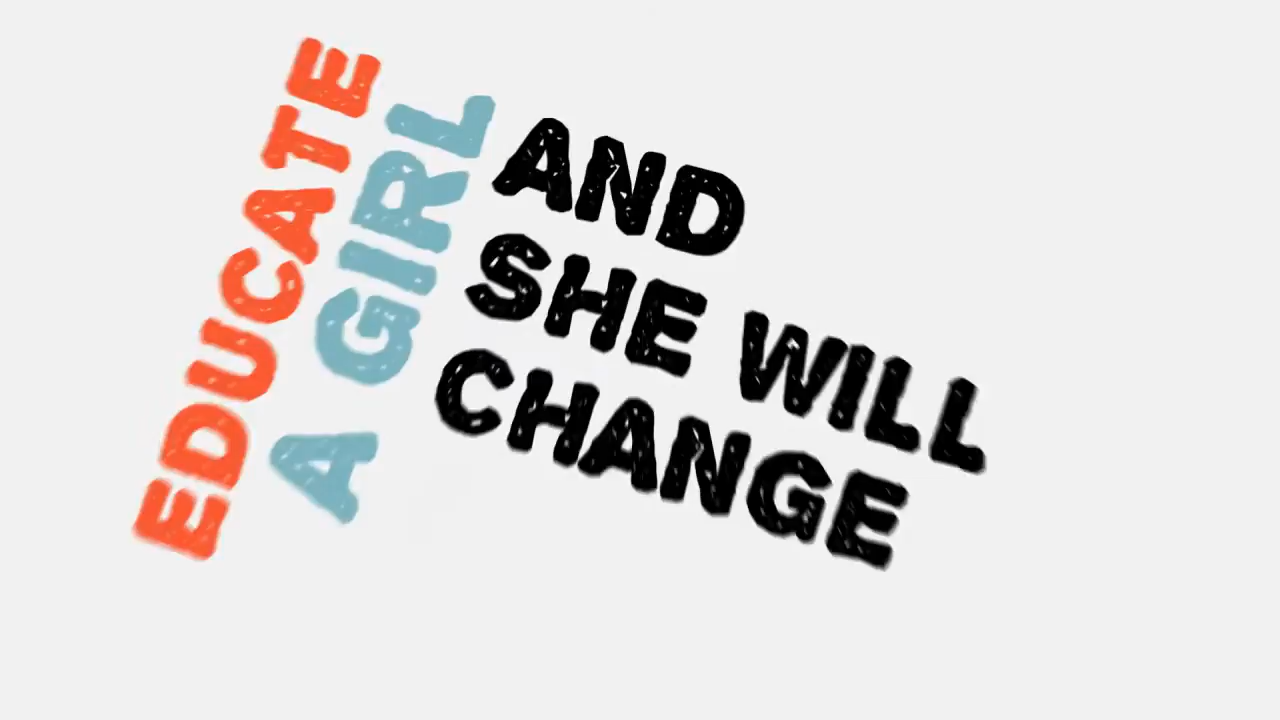 EDUCATE
A GIRL
AND
SHE WILL
CHANGE